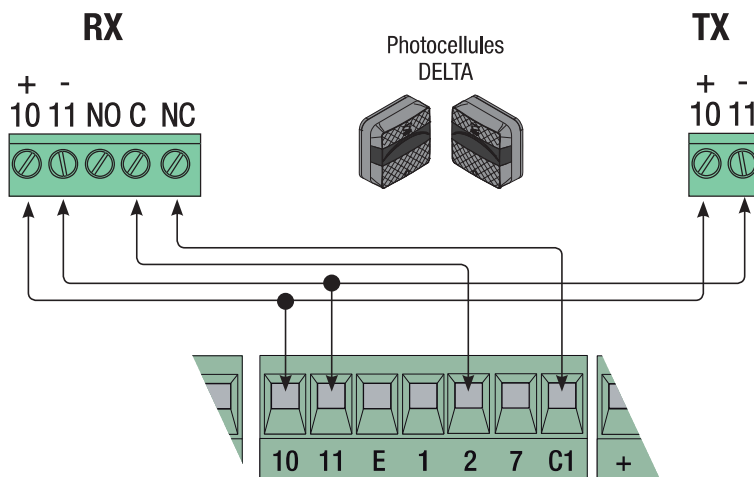 RX
Photocellules
DELTA
TX
+ -
10 11 NO C NC
+ -
10 11
10 11 E 1 2 7 C1 +